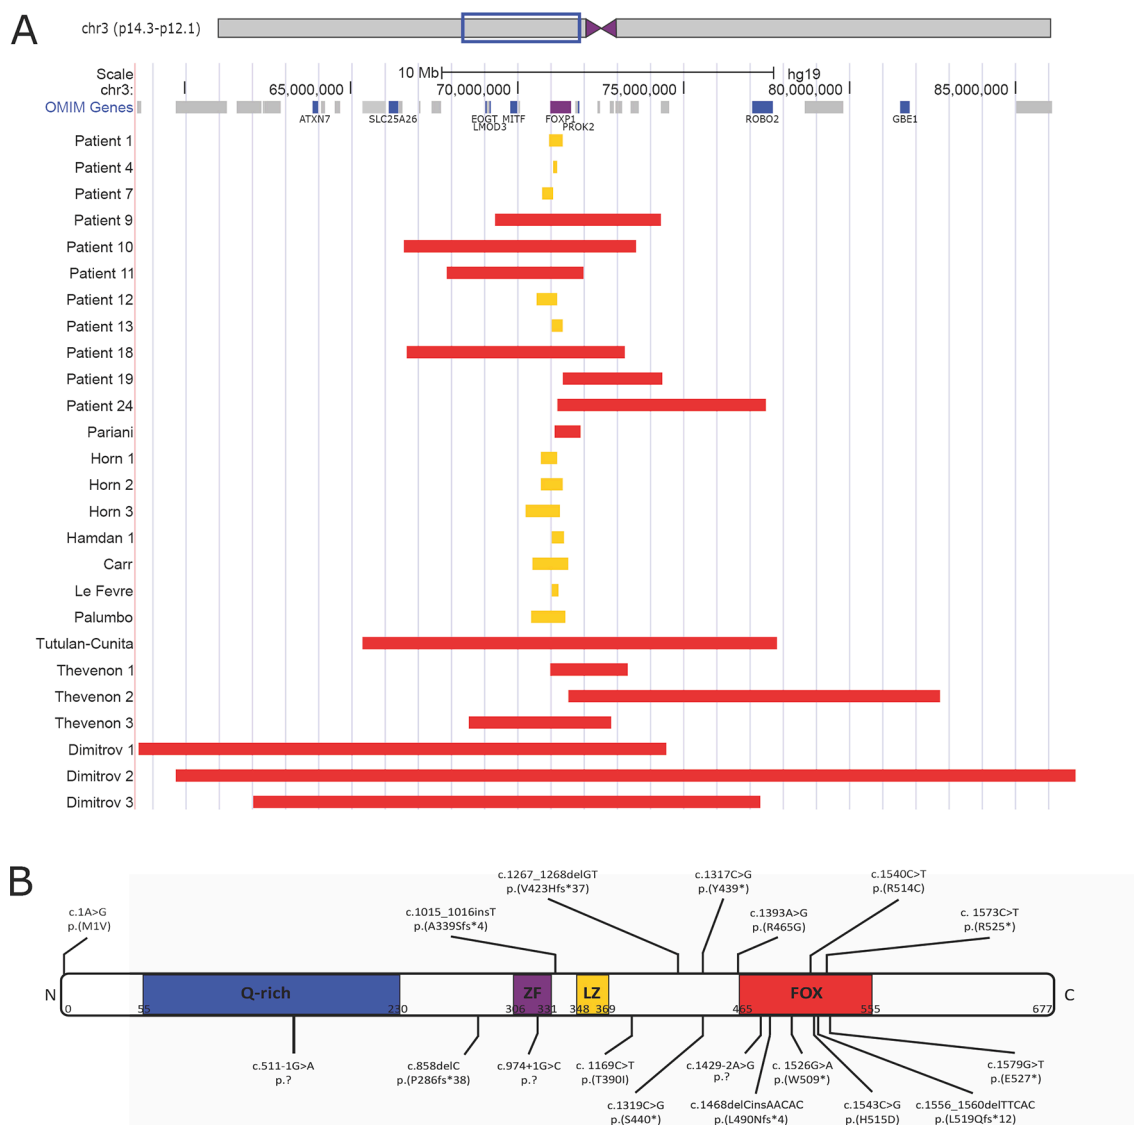 A
chr3 (p14.3-p12.1)
Scale
10 Mb
hg19
chr3:
65,000,000
70,000,000
75,000,000
80,000,000
85,000,000
OMIM Genes
ATXN7
SLC25A26
EOGT
MITF
FOXP1
ROBO2
GBE1
LMOD3
PROK2
Patient 1
Patient 4
Patient 7
Patient 9
Patient 10
Patient 11
Patient 12
Patient 13
Patient 18
Patient 19
Patient 24
Pariani
Horn 1
Horn 2
Horn 3
Hamdan 1
Carr
Le Fevre
Palumbo
Tutulan-Cunita
Thevenon 1
Thevenon 2
Thevenon 3
Dimitrov 1
Dimitrov 2
Dimitrov 3
B
c.1267_1268delGT
p.(V423Hfs*37)
c.1317C>G
p.(Y439*)
c.1540C>T
p.(R514C)
c.1A>G
p.(M1V)
c.1015_1016insT
p.(A339Sfs*4)
c.1393A>G
p.(R465G)
c. 1573C>T
p.(R525*)
N
Q-rich
ZF
LZ
FOX
C
0
55
230
306
331
348
369
465
555
677
c.511-1G>A
p.?
c.858delC
p.(P286fs*38)
c.974+1G>C
p.?
c. 1169C>T
p.(T390I)
c.1429-2A>G
p.?
c. 1526G>A
p.(W509*)
c.1579G>T
p.(E527*)
c.1319C>G
p.(S440*)
c.1468delCinsAACAC
p.(L490Nfs*4)
c.1543C>G
p.(H515D)
c.1556_1560delTTCAC
p.(L519Qfs*12)